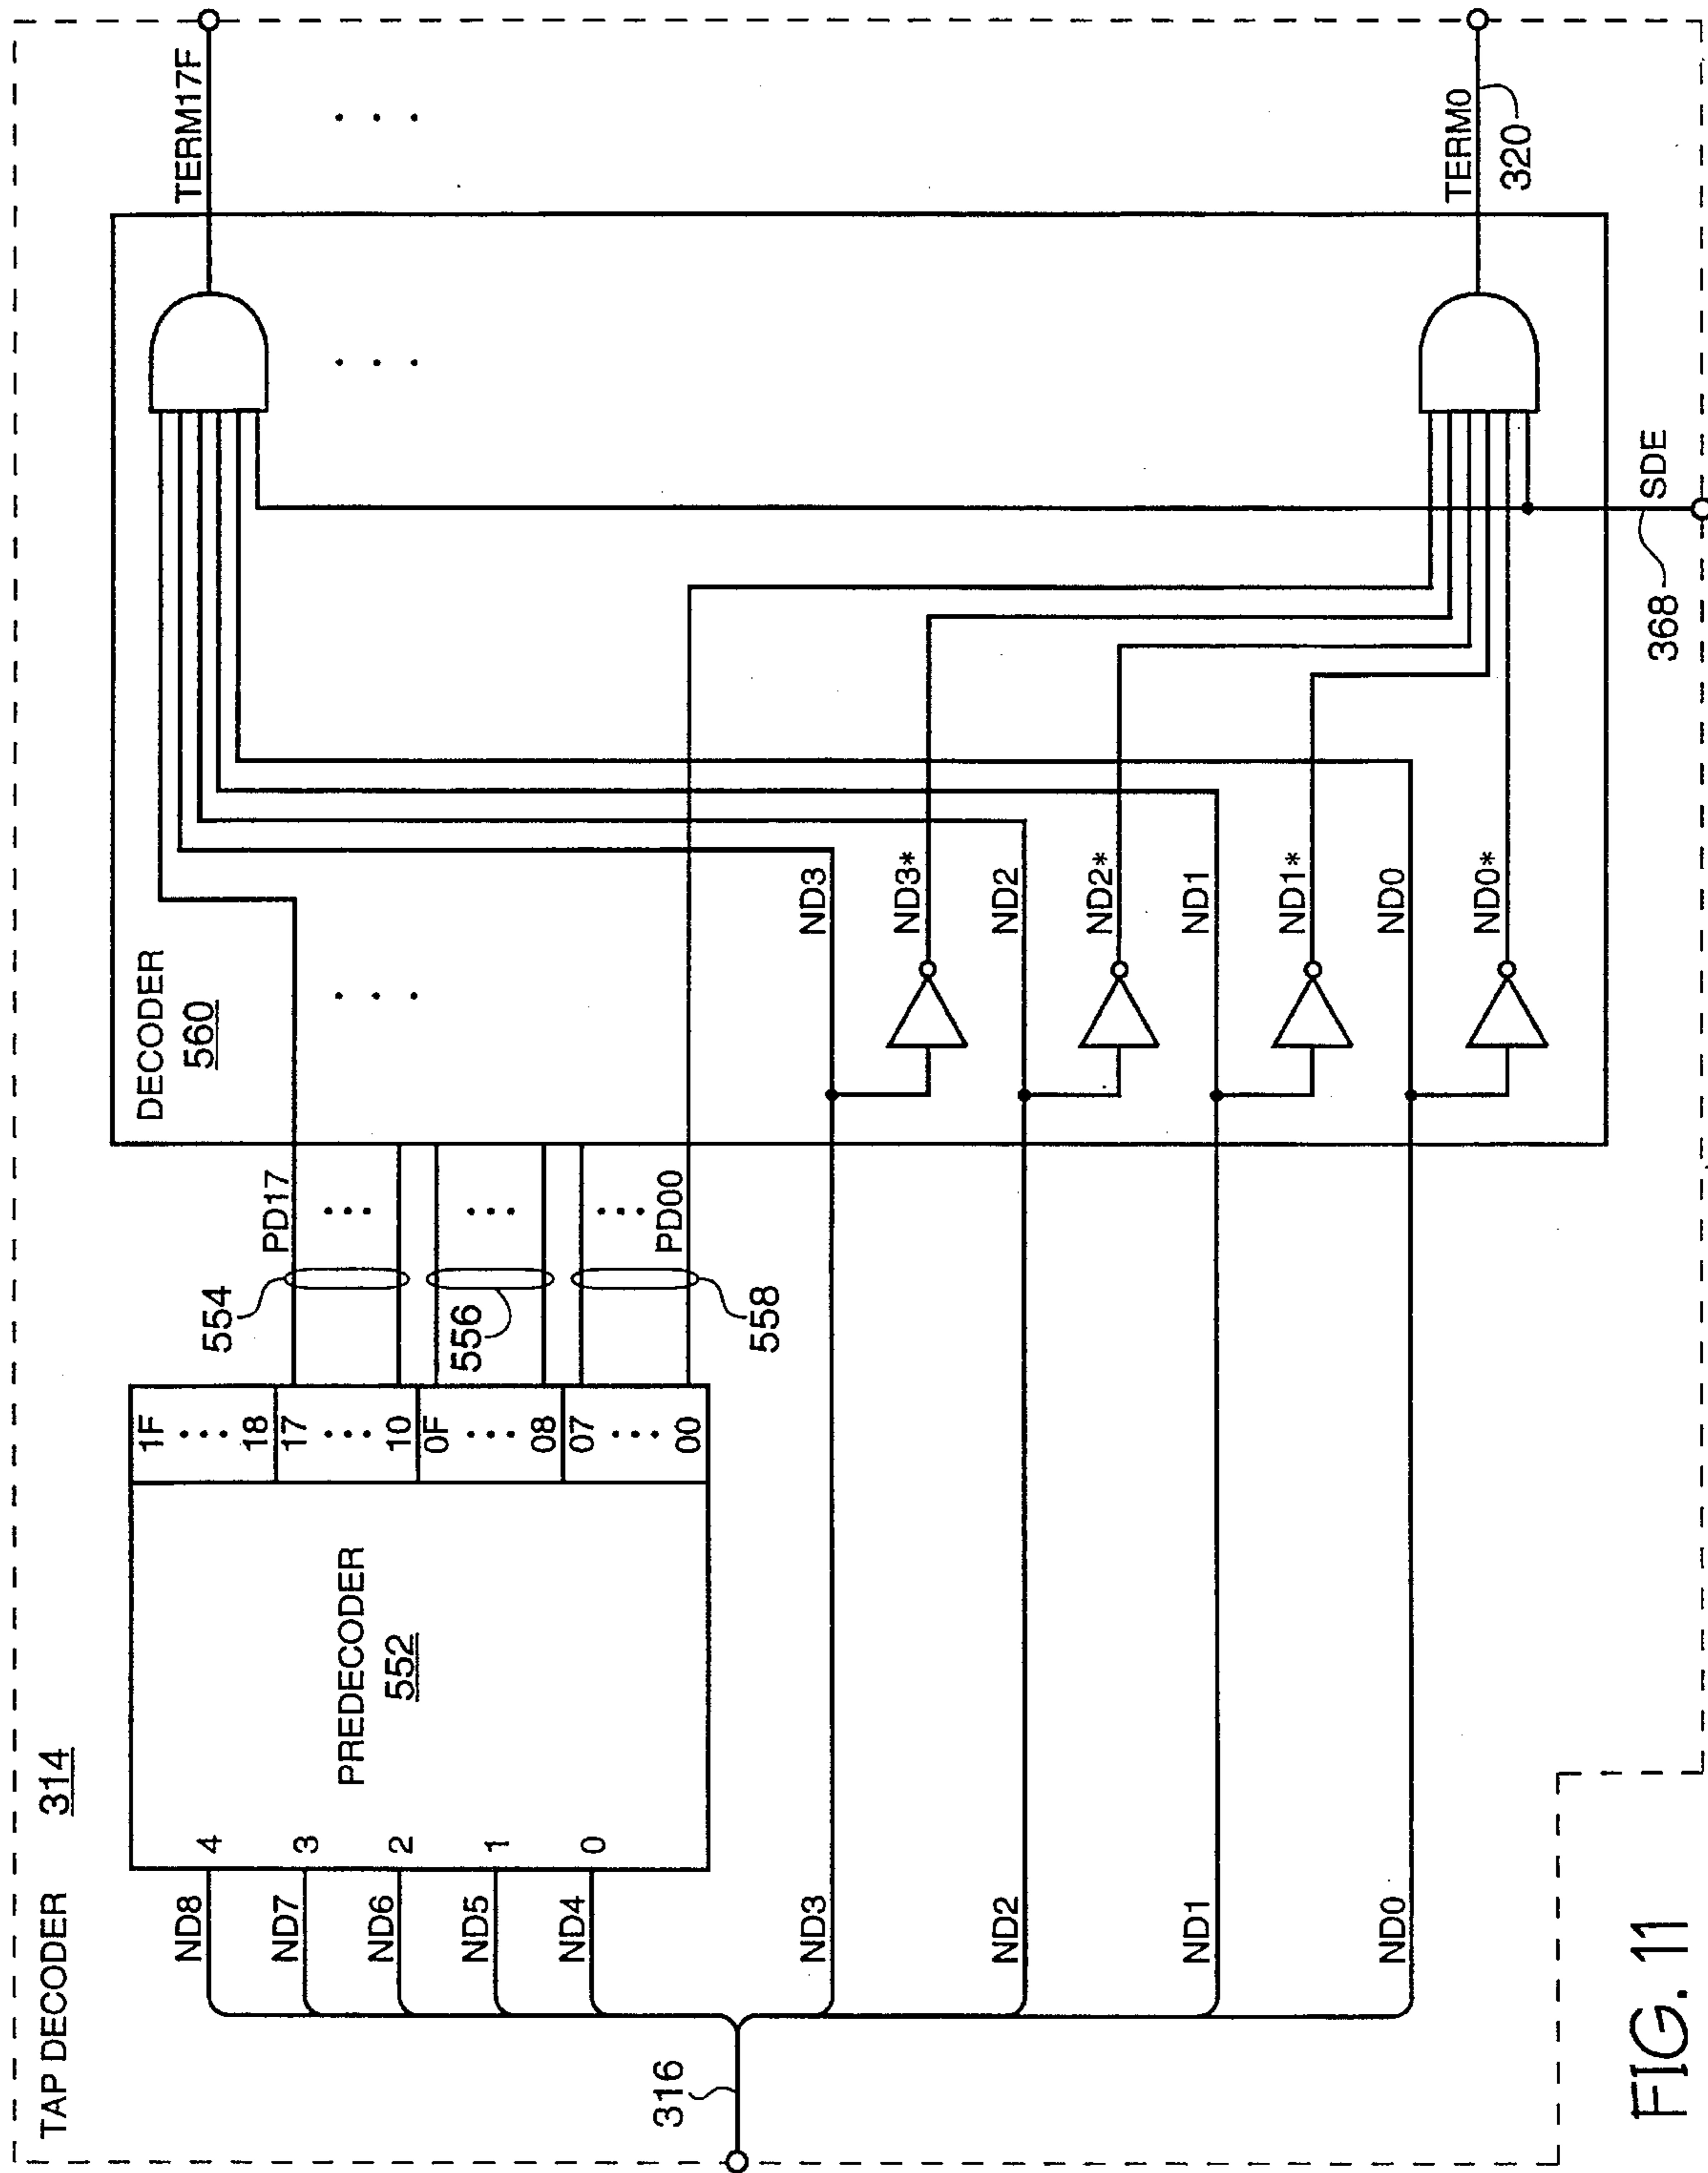 TAP DECODER 314
ND8
ND7
ND6
ND5
ND4
4
3
2
1
0
PREDECODER
552
1F
18
17
10
0F
08
07
00
554
556
558
PD17
PD00
DECODER
560
316
ND3
ND2
ND1
ND0
ND3
ND3*
ND2
ND2*
ND1
ND1*
ND0
ND0*
TERM17F
TERM0
320
368
SDE
FIG. 11